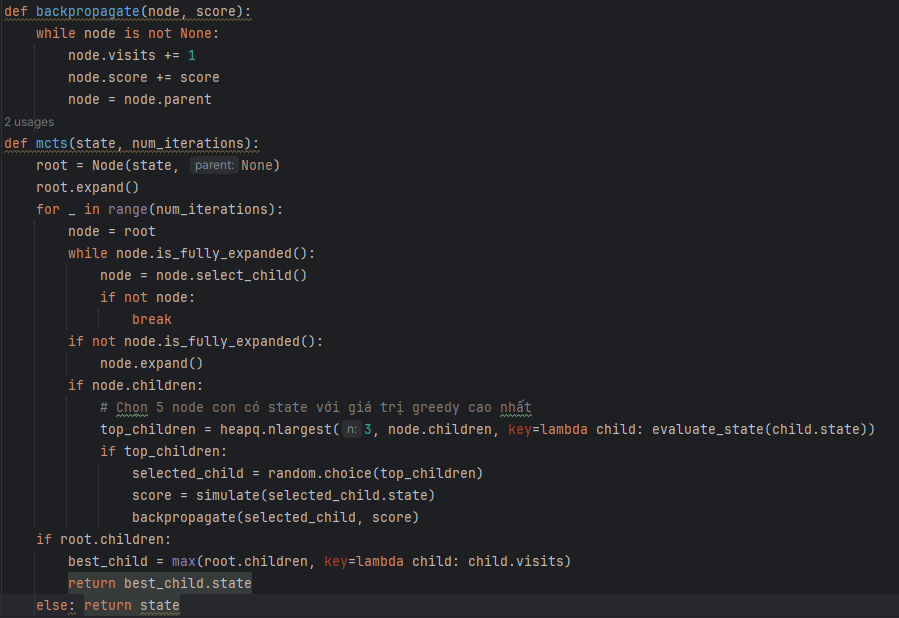 def backpropagate(node, score):
    while node is not None:
        node.visits += 1
        node.score += score
        node = node.parent
2 usages
def mcts(state, num_iterations):
    root = Node(state, parent: None)
    root.expand()
    for _ in range(num_iterations):
        node = root
        while node.is_fully_expanded():
            node = node.select_child()
            if not node:
                break
        if not node.is_fully_expanded():
            node.expand()
        if node.children:
            # Chọn 5 node con có state với giá trị greedy cao nhất
            top_children = heapq.nlargest( n: 3, node.children, key=lambda child: evaluate_state(child.state))
            if top_children:
                selected_child = random.choice(top_children)
                score = simulate(selected_child.state)
                backpropagate(selected_child, score)
    if root.children:
        best_child = max(root.children, key=lambda child: child.visits)
        return best_child.state
    else: return state